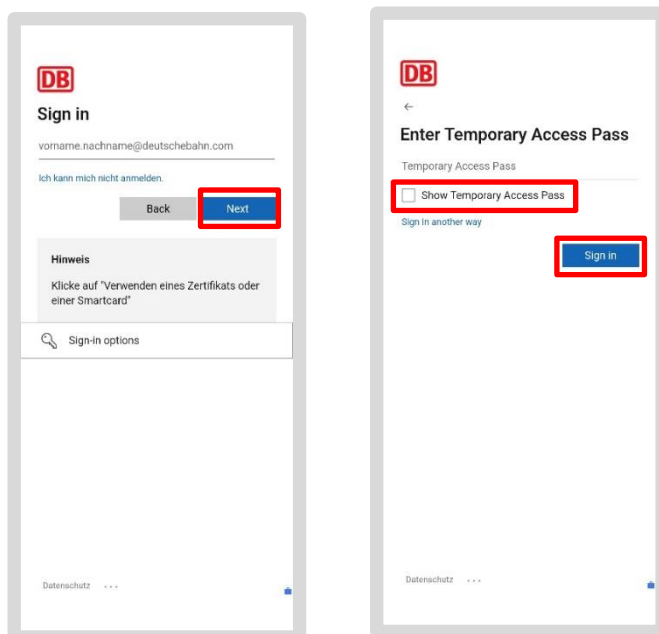 DB
Sign in
vorname.nachname@deutschebahn.com
Ich kann mich nicht anmelden.
Back
Next
Hinweis
Klicke auf "Verwenden eines Zertifikats oder
einer Smartcard"
Sign-in options
Datenschutz ...
DB
Enter Temporary Access Pass
Temporary Access Pass
Show Temporary Access Pass
Sign in another way
Sign in
Datenschutz ...